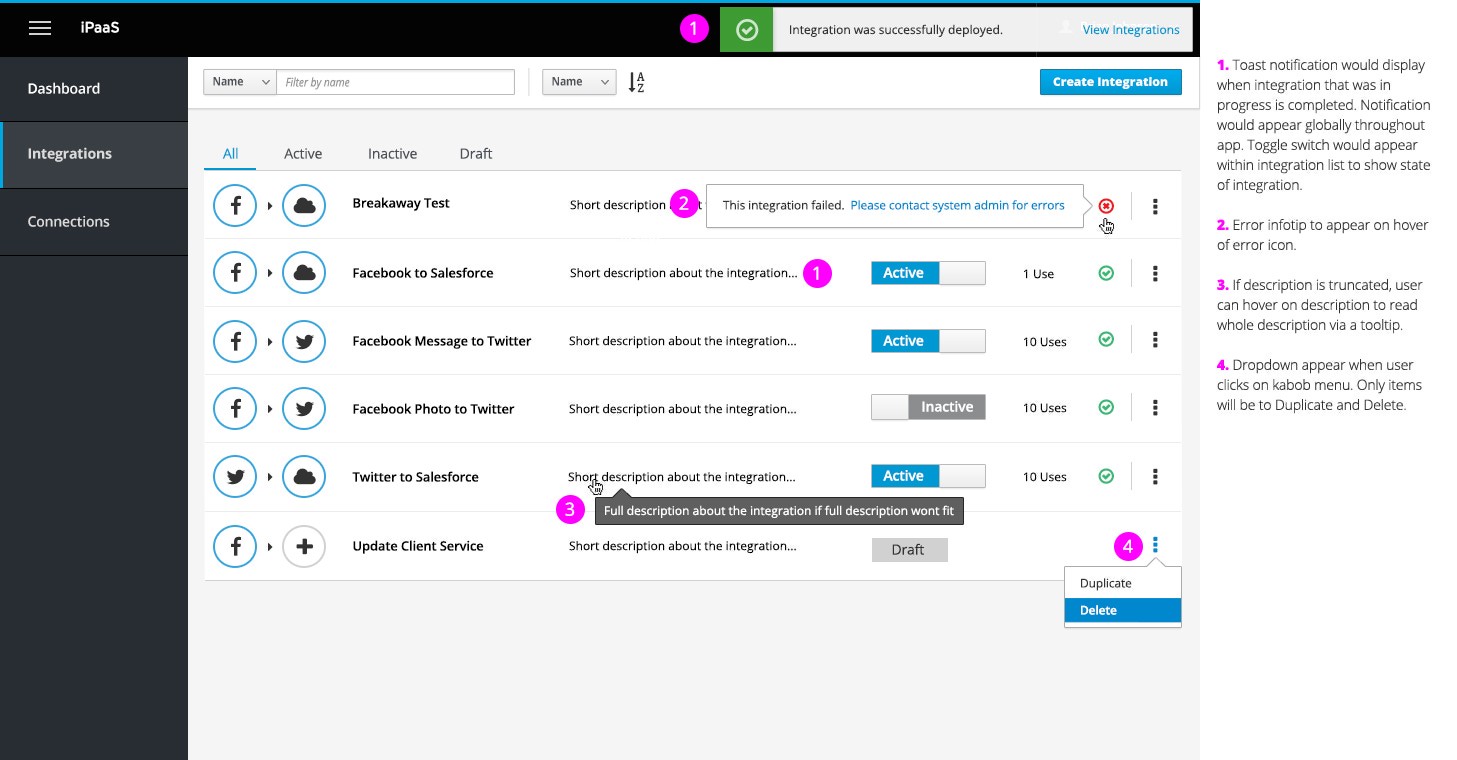 iPaaS
1
Integration was successfully deployed.
View Integrations
Dashboard
Integrations
Connections
Name
Filter by name
Name
A
Z
Create Integration
All
Active
Inactive
Draft
Breakaway Test
Short description
2
This integration failed. Please contact system admin for errors
Facebook to Salesforce
Short description about the integration...
1
Active
1 Use
Facebook Message to Twitter
Short description about the integration...
Active
10 Uses
Facebook Photo to Twitter
Short description about the integration...
Inactive
10 Uses
Twitter to Salesforce
Short description about the integration...
Active
10 Uses
3
Full description about the integration if full description wont fit
Update Client Service
Short description about the integration...
Draft
4
Duplicate
Delete
1. Toast notification would display
when integration that was in
progress is completed. Notification
would appear globally throughout
app. Toggle switch would appear
within integration list to show state
of integration.
2. Error infotip to appear on hover
of error icon.
3. If description is truncated, user
can hover on description to read
whole description via a tooltip.
4. Dropdown appear when user
clicks on kabob menu. Only items
will be to Duplicate and Delete.